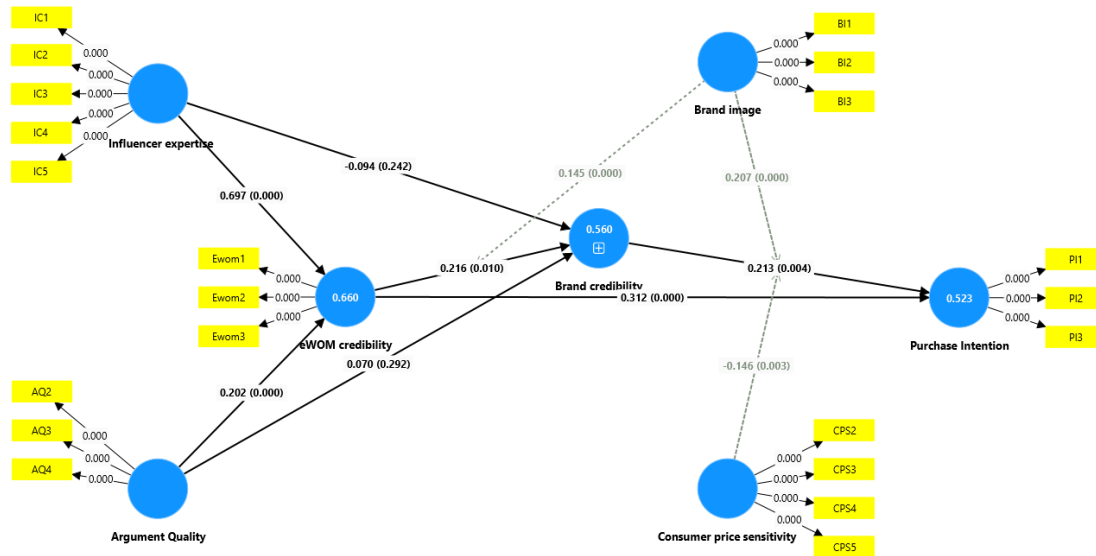 IC1
IC2
IC3
IC4
IC5
0.000
0.000
0.000
0.000
0.000
Influencer expertise
BI1
BI2
BI3
0.000
0.000
0.000
Brand image
-0.094 (0.242)
0.145 (0.000)
0.207 (0.000)
0.697 (0.000)
0.560
Ewom1
Ewom2
Ewom3
0.000
0.000
0.000
0.660
eWOM credibility
0.216 (0.010)
Brand credibility
0.213 (0.004)
0.312 (0.000)
PI1
PI2
PI3
0.000
0.000
0.000
0.523
Purchase Intention
0.070 (0.292)
0.202 (0.000)
-0.146 (0.003)
AQ2
AQ3
AQ4
0.000
0.000
0.000
Argument Quality
CPS2
CPS3
CPS4
CPS5
0.000
0.000
0.000
0.000
Consumer price sensitivity